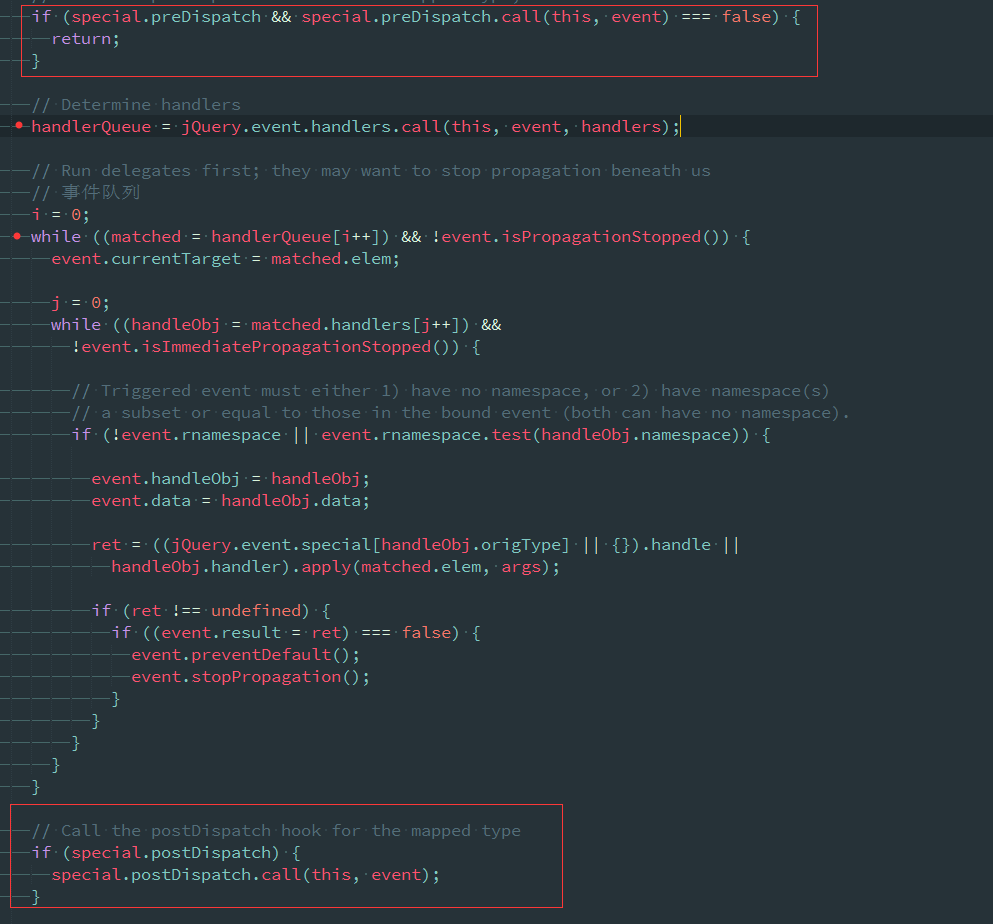 if (special.preDispatch && special.preDispatch.call(this, event) === false) {
return;
}
// Determine handlers
handlerQueue = jQuery.event.handlers.call(this, event, handlers);
// Run delegates first; they may want to stop propagation beneath us
// 事件队列
i = 0;
while ((matched = handlerQueue[i++]) && !event.isPropagationStopped()) {
event.currentTarget = matched.elem;
j = 0;
while ((handleObj = matched.handlers[j++]) &&
!event.isImmediatePropagationStopped()) {
// Triggered event must either 1) have no namespace, or 2) have namespace(s)
// a subset or equal to those in the bound event (both can have no namespace).
if (!event.rnamespace || event.rnamespace.test(handleObj.namespace)) {
event.handleObj = handleObj;
event.data = handleObj.data;
ret = ((jQuery.event.special[handleObj.origType] || {}).handle ||
handleObj.handler).apply(matched.elem, args);
if (ret !== undefined) {
if ((event.result = ret) === false) {
event.preventDefault();
event.stopPropagation();
}
}
}
}
}
// Call the postDispatch hook for the mapped type
if (special.postDispatch) {
special.postDispatch.call(this, event);
}